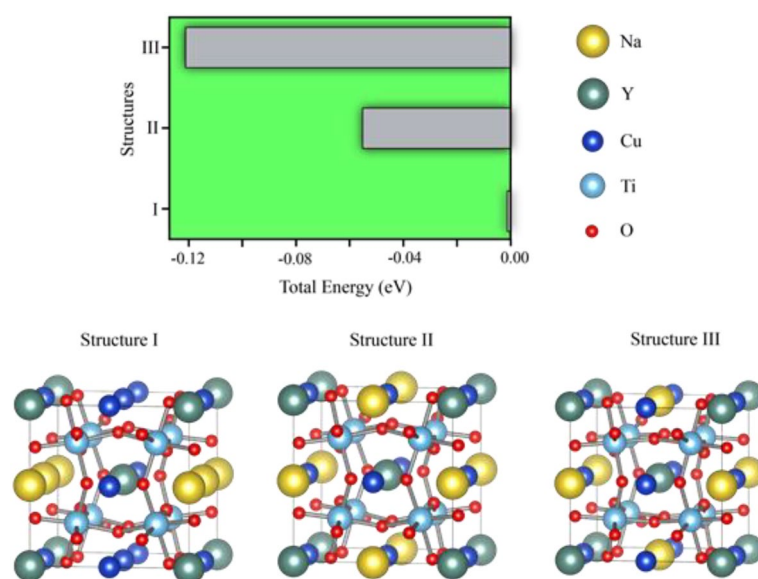 Structures
III
II
I
-0.12
-0.08
-0.04
0.00
Total Energy (eV)
Na
Y
Cu
Ti
O
Structure I
Structure II
Structure III